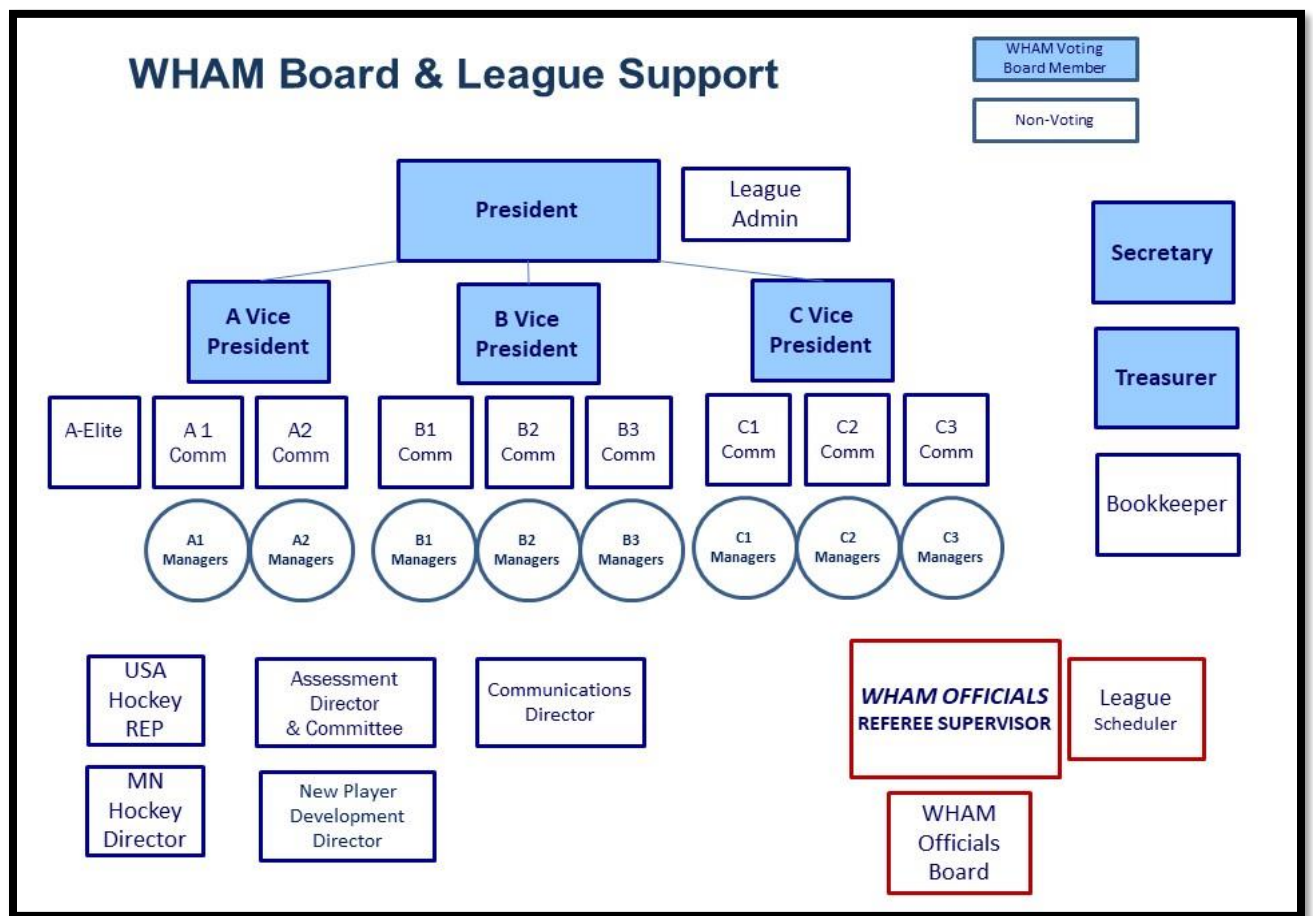 WHAM Board & League Support
WHAM Voting
Board Member
Non-Voting
President
League
Admin
Secretary
A Vice
President
B Vice
President
C Vice
President
Treasurer
A-Elite
A 1
Comm
A2
Comm
B1
Comm
B2
Comm
B3
Comm
C1
Comm
C2
Comm
C3
Comm
Bookkeeper
A1
Managers
A2
Managers
B1
Managers
B2
Managers
B3
Managers
C1
Managers
C2
Managers
C3
Managers
USA
Hockey
REP
Assessment
Director
& Committee
Communications
Director
WHAM OFFICIALS
REFEREE SUPERVISOR
League
Scheduler
MN
Hockey
Director
New Player
Development
Director
WHAM
Officials
Board